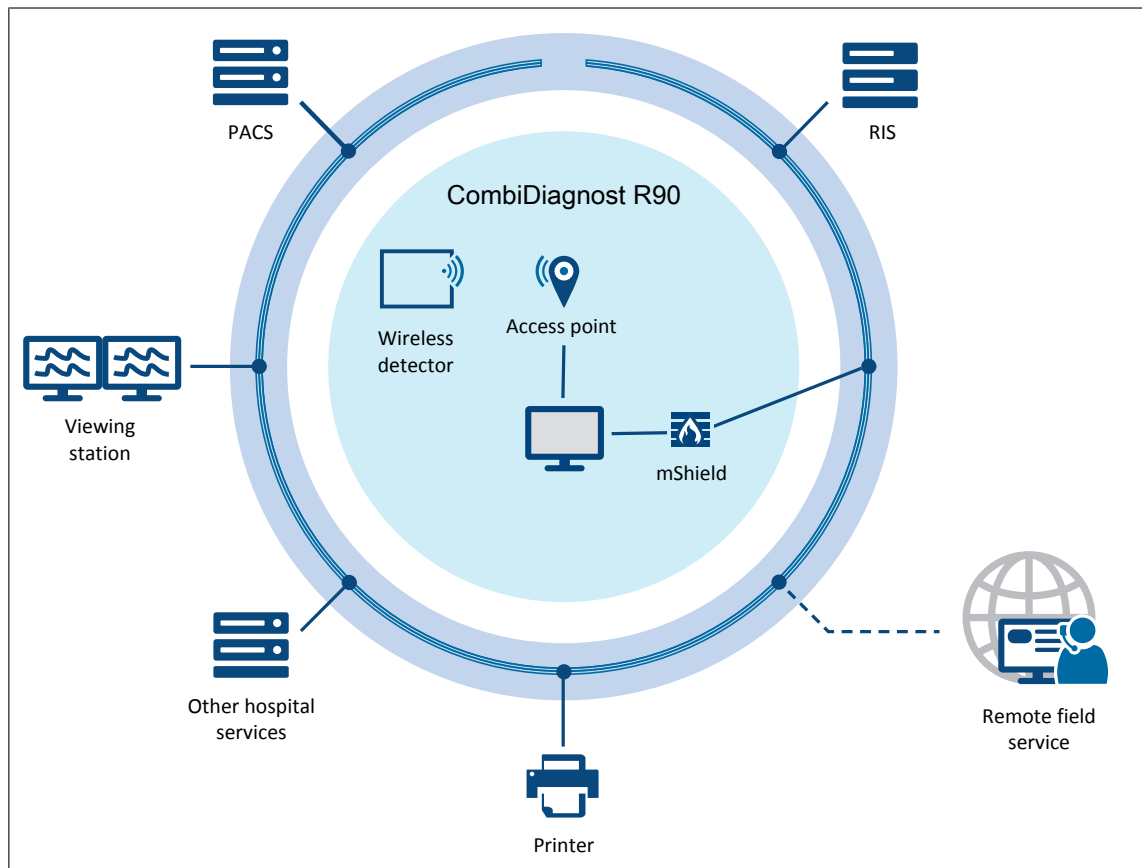 PACS
RIS
CombiDiagnost R90
Wireless
detector
Access point
Viewing
station
mShield
Other hospital
services
Remote field
service
Printer